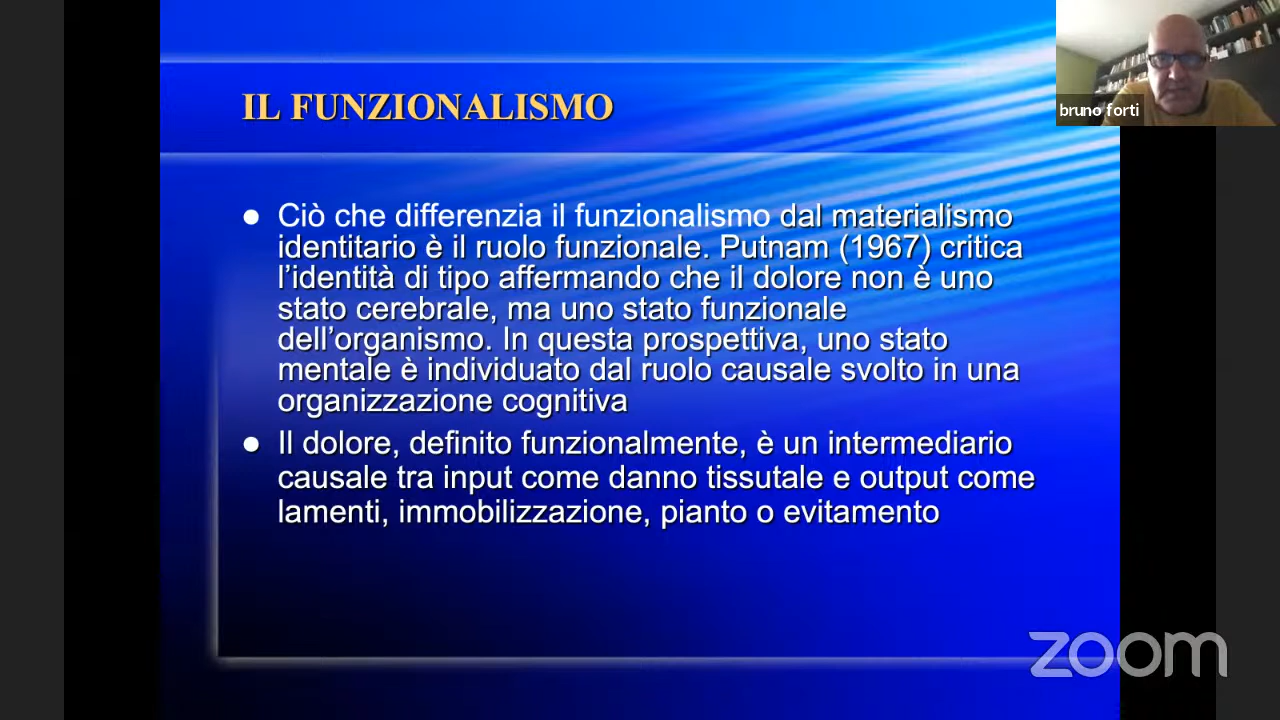 IL FUNZIONALISMO
bruno forti
● Ciò che differenzia il funzionalismo dal materialismo
identitario è il ruolo funzionale. Putnam (1967) critica
l’identità di tipo affermando che il dolore non è uno
stato cerebrale, ma uno stato funzionale
dell’organismo. In questa prospettiva, uno stato
mentale è individuato dal ruolo causale svolto in una
organizzazione cognitiva
● Il dolore, definito funzionalmente, è un intermediario
causale tra input come danno tissutale e output come
lamenti, immobilizzazione, pianto o evitamento
zoom